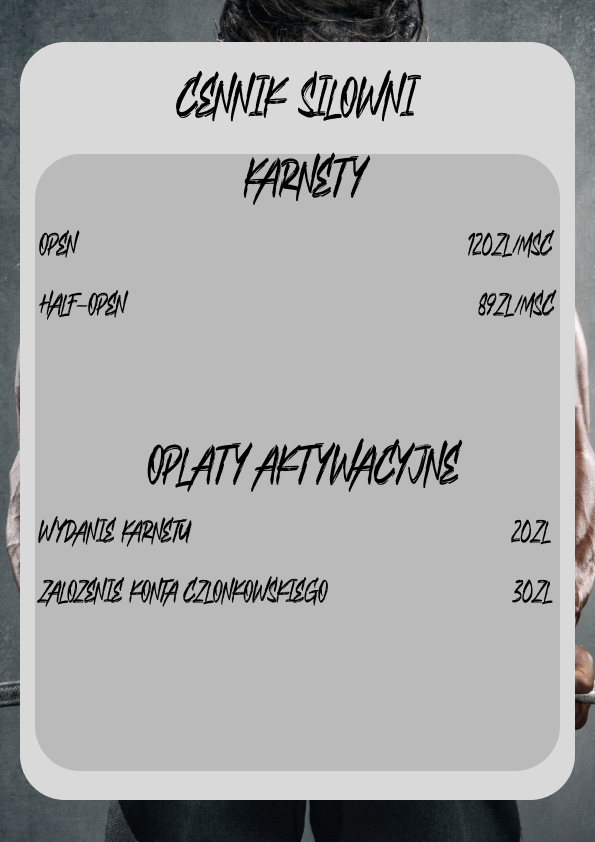 CENNIK SILOWNI
KARNETY
OPEN 120ZL/MSC
HALF-OPEN 89ZL/MSC
OPLATY AKTYWACYJNE
WYDANIE KARNETU 20ZL
ZALOZENIE KONTA CZLONKOWSKIEGO 30ZL